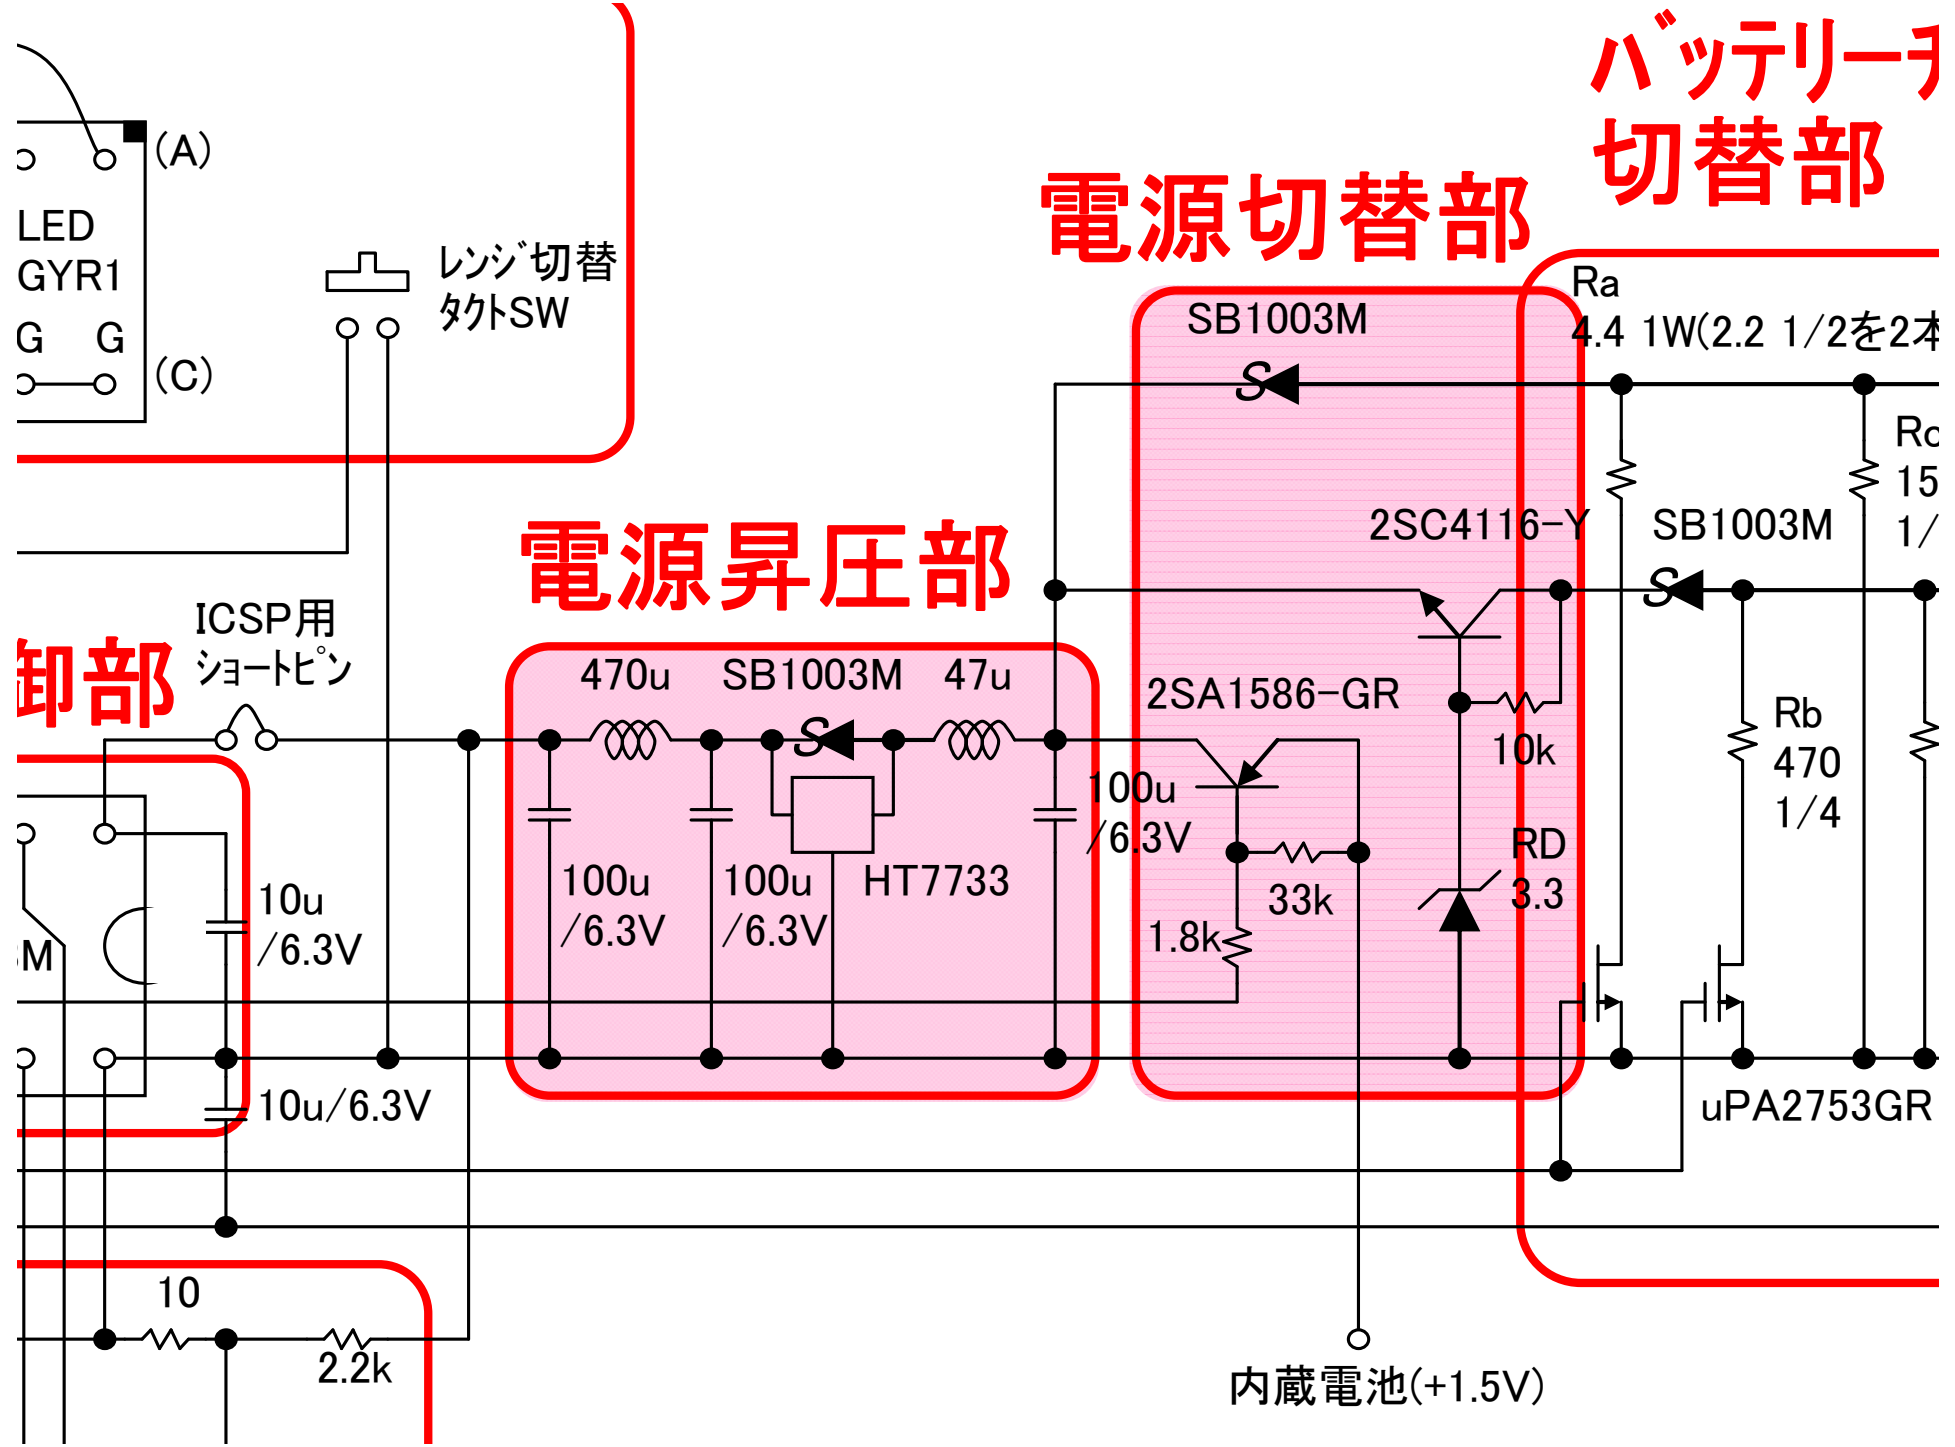 バッテリーチ
切替部
電源切替部
(A)
LED
GYR1
G G
(C)
レンジ切替
タクトSW
SB1003M
Ra
4.4 1W(2.2 1/2を2本
2SC4116-Y
SB1003M
15
1/
電源昇圧部
ICSP用
ショートピン
御部
470u
SB1003M
47u
2SA1586-GR
10k
Rb
470
1/4
100u
/6.3V
100u
/6.3V
100u
/6.3V
HT7733
33k
1.8k
RD
3.3
10u
/6.3V
M
10u/6.3V
uPA2753GR
10
2.2k
内蔵電池(+1.5V)